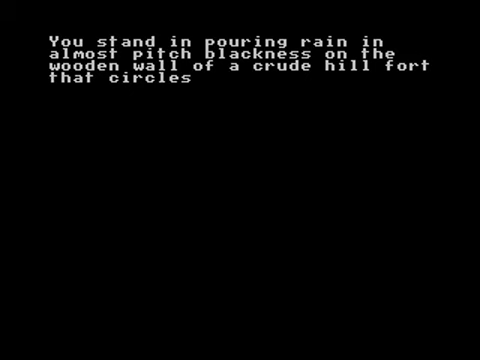 You stand in pouring rain in
almost pitch blackness on the
wooden wall of a crude hill fort
that circles